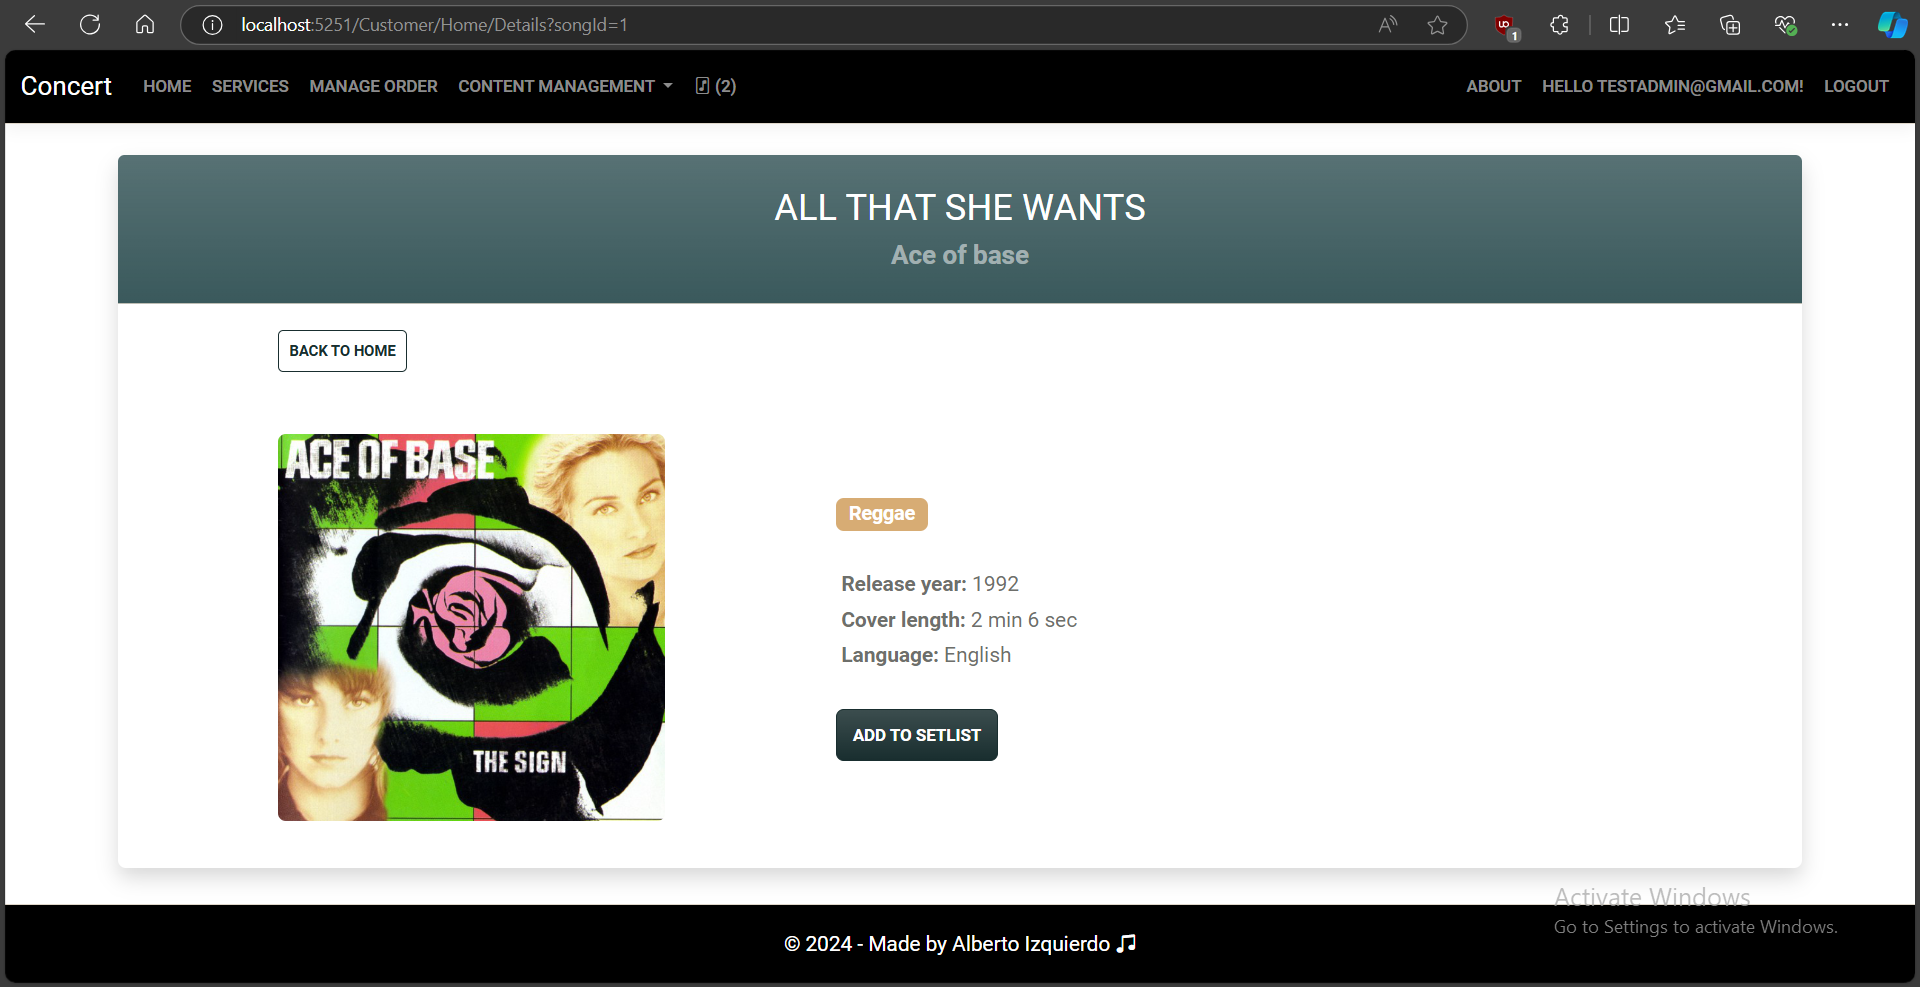 localhost:5251/Customer/Home/Details?songId=1
1
Concert HOME SERVICES MANAGE ORDER CONTENT MANAGEMENT (2) ABOUT HELLO TESTADMIN@GMAIL.COM! LOGOUT
ALL THAT SHE WANTS
Ace of base
BACK TO HOME
ACE OF BASE
THE SIGN
Reggae
Release year: 1992
Cover length: 2 min 6 sec
Language: English
ADD TO SETLIST
Activate Windows
Go to Settings to activate Windows.
© 2024 - Made by Alberto Izquierdo